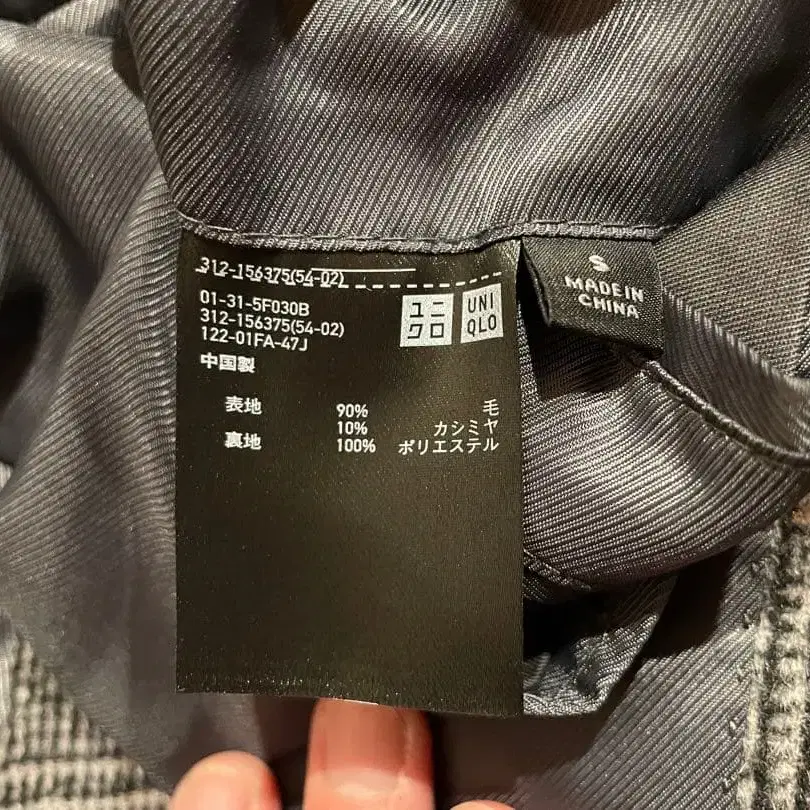 312-156375(54-02)
01-31-5F030B
312-156375(54-02)
122-01FA-47J
中国製
ユニ
クロ
UNI
QLO
表地 90% 毛
10% カシミヤ
裏地 100% ポリエステル
S
MADE IN
CHINA